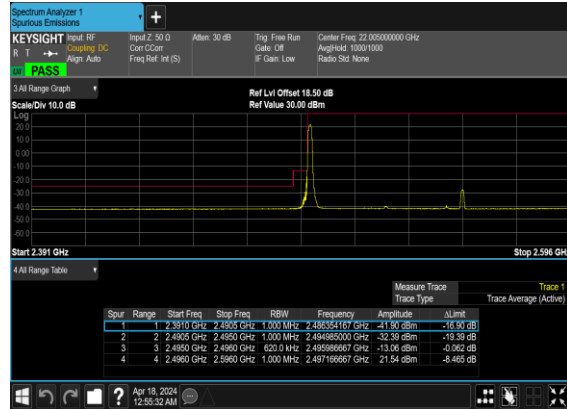 Spectrum Analyzer 1
Spurious Emissions
KEYSIGHT Input: RF Input Z: 50 Ω Atten: 30 dB Trig: Free Run Center Freq: 22.005000000 GHz
R T Coupling: DC Corr CCorr Gate: Off Avg|Hold: 1000/1000
Align: Auto Freq Ref: Int (S) IF Gain: Low Radio Std: None
LW PASS
3 All Range Graph
Ref Lvl Offset 18.50 dB
Scale/Div 10.0 dB Ref Value 30.00 dBm
Log
20.0
10.0
0.00
-10.0
-20.0
-30.0
-40.0
-50.0
-60.0
Start 2.391 GHz Stop 2.596 GH
4 All Range Table
Measure Trace Trace 1
Trace Type Trace Average (Active)
Spur Range Start Freq Stop Freq RBW Frequency Amplitude ΔLimit
1 1 2.3910 GHz 2.4905 GHz 1.000 MHz 2.486354167 GHz -41.90 dBm -16.90 dB
2 2 2.4905 GHz 2.4950 GHz 1.000 MHz 2.494985000 GHz -32.39 dBm -19.39 dB
3 3 2.4950 GHz 2.4960 GHz 620.0 kHz 2.495986667 GHz -13.06 dBm -0.062 dB
4 4 2.4960 GHz 2.5960 GHz 1.000 MHz 2.497166667 GHz 21.54 dBm -8.465 dB
? Apr 18, 2024
12:55:32 AM